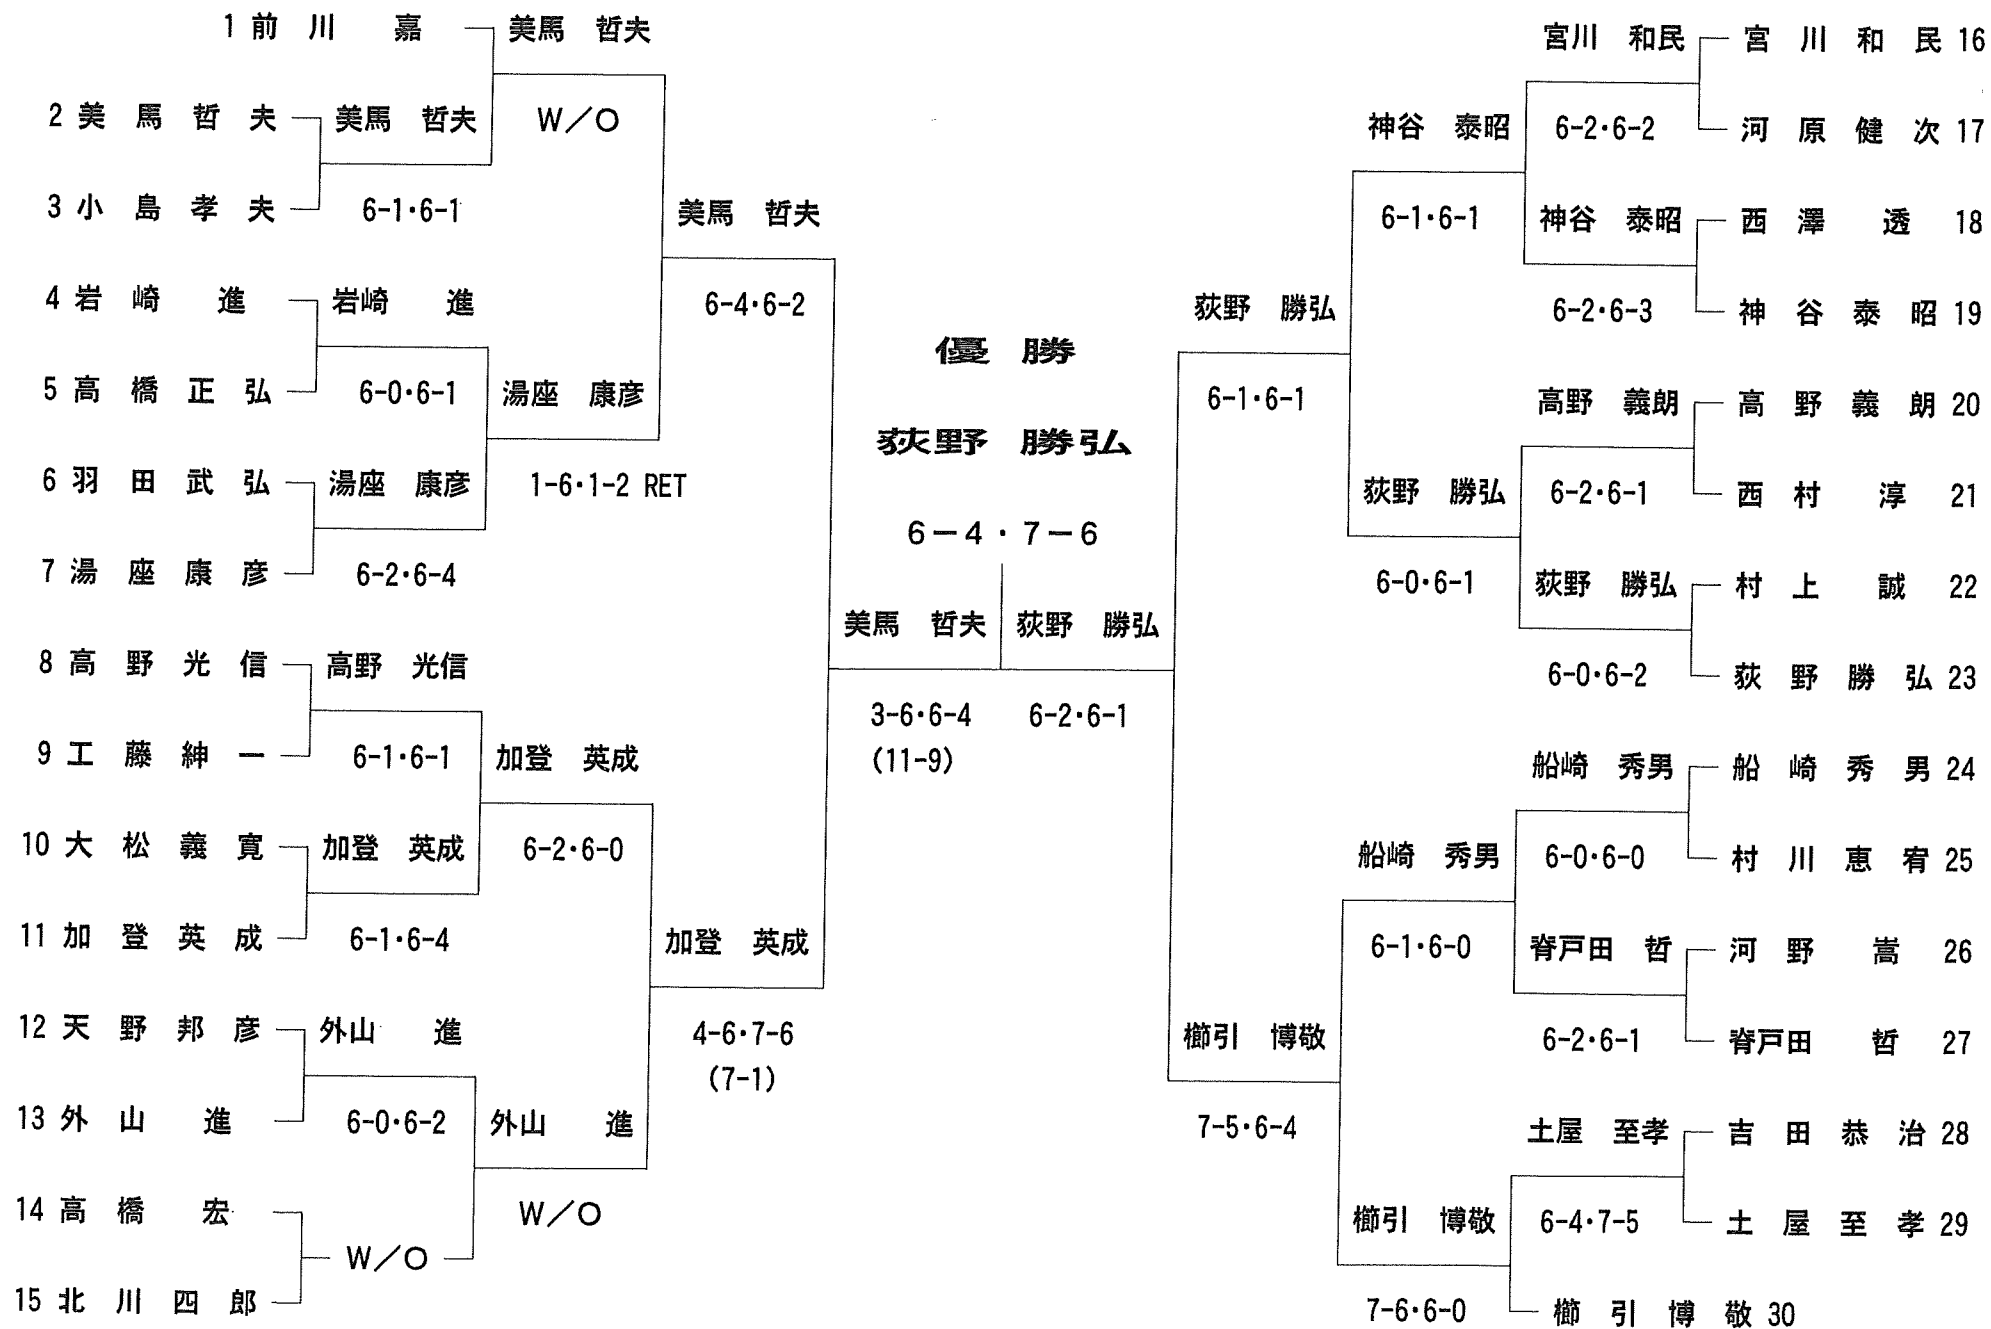 1 前川 嘉
美馬 哲夫
2 美馬哲夫
美馬 哲夫
W/O
3 小島孝夫
6-1・6-1
美馬 哲夫
4 岩崎 進
岩崎 進
6-4・6-2
5 高橋正弘
6-0・6-1
湯座 康彦
6 羽田武弘
湯座 康彦
1-6・1-2 RET
7 湯座康彦
6-2・6-4
8 高野光信
高野 光信
9 工藤紳一
6-1・6-1
加登 英成
10 大松義寛
加登 英成
6-2・6-0
11 加登英成
6-1・6-4
加登 英成
12 天野邦彦
外山 進
4-6・7-6
(7-1)
13 外山 進
6-0・6-2
外山 進
14 高橋 宏
W/O
W/O
15 北川四郎
優勝
荻野 勝弘
6-4・7-6
美馬 哲夫
荻野 勝弘
3-6・6-4
(11-9)
6-2・6-1
宮川 和民
宮川和民 16
神谷 泰昭
6-2・6-2
河原健次 17
6-1・6-1
神谷 泰昭
西澤 透 18
荻野 勝弘
6-2・6-3
神谷泰昭 19
6-1・6-1
高野 義朗
高野義朗 20
荻野 勝弘
6-2・6-1
西村 淳 21
6-0・6-1
荻野 勝弘
村上 誠 22
6-0・6-2
荻野勝弘 23
船崎 秀男
船崎秀男 24
船崎 秀男
6-0・6-0
村川恵宥 25
6-1・6-0
脊戸田 哲
河野 嵩 26
櫛引 博敬
6-2・6-1
脊戸田 哲 27
7-5・6-4
土屋 至孝
吉田恭治 28
櫛引 博敬
6-4・7-5
土屋至孝 29
7-6・6-0
櫛引博敬 30